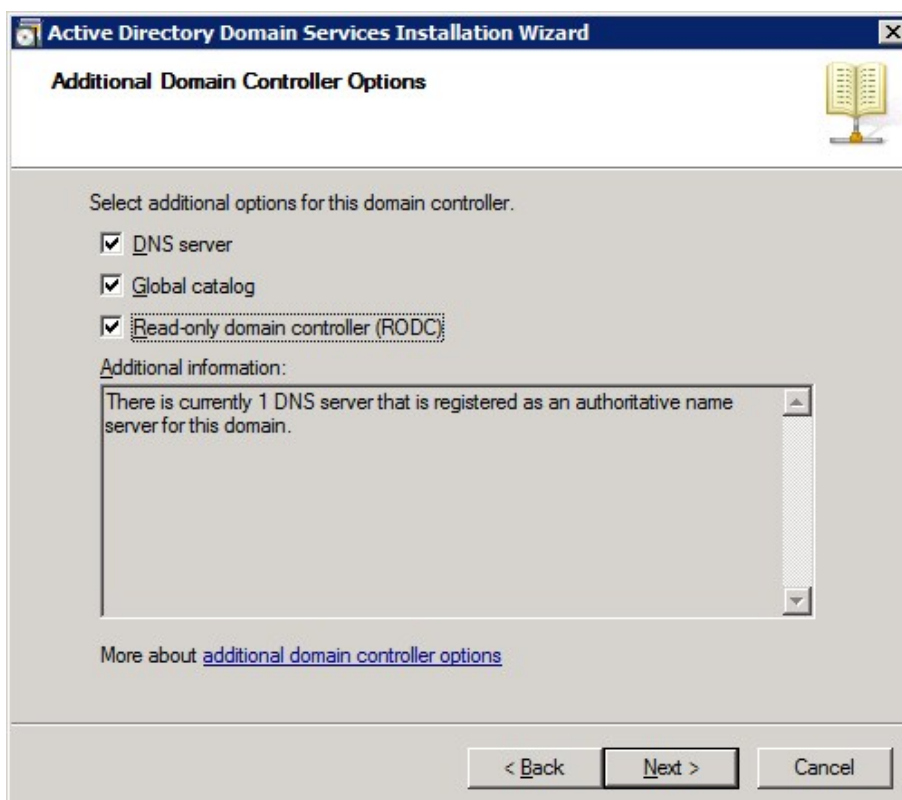 Active Directory Domain Services Installation Wizard
Additional Domain Controller Options
Select additional options for this domain controller.
DNS server
Global catalog
Read-only domain controller (RODC)
Additional information:
There is currently 1 DNS server that is registered as an authoritative name
server for this domain.
More about additional domain controller options
< Back
Next >
Cancel